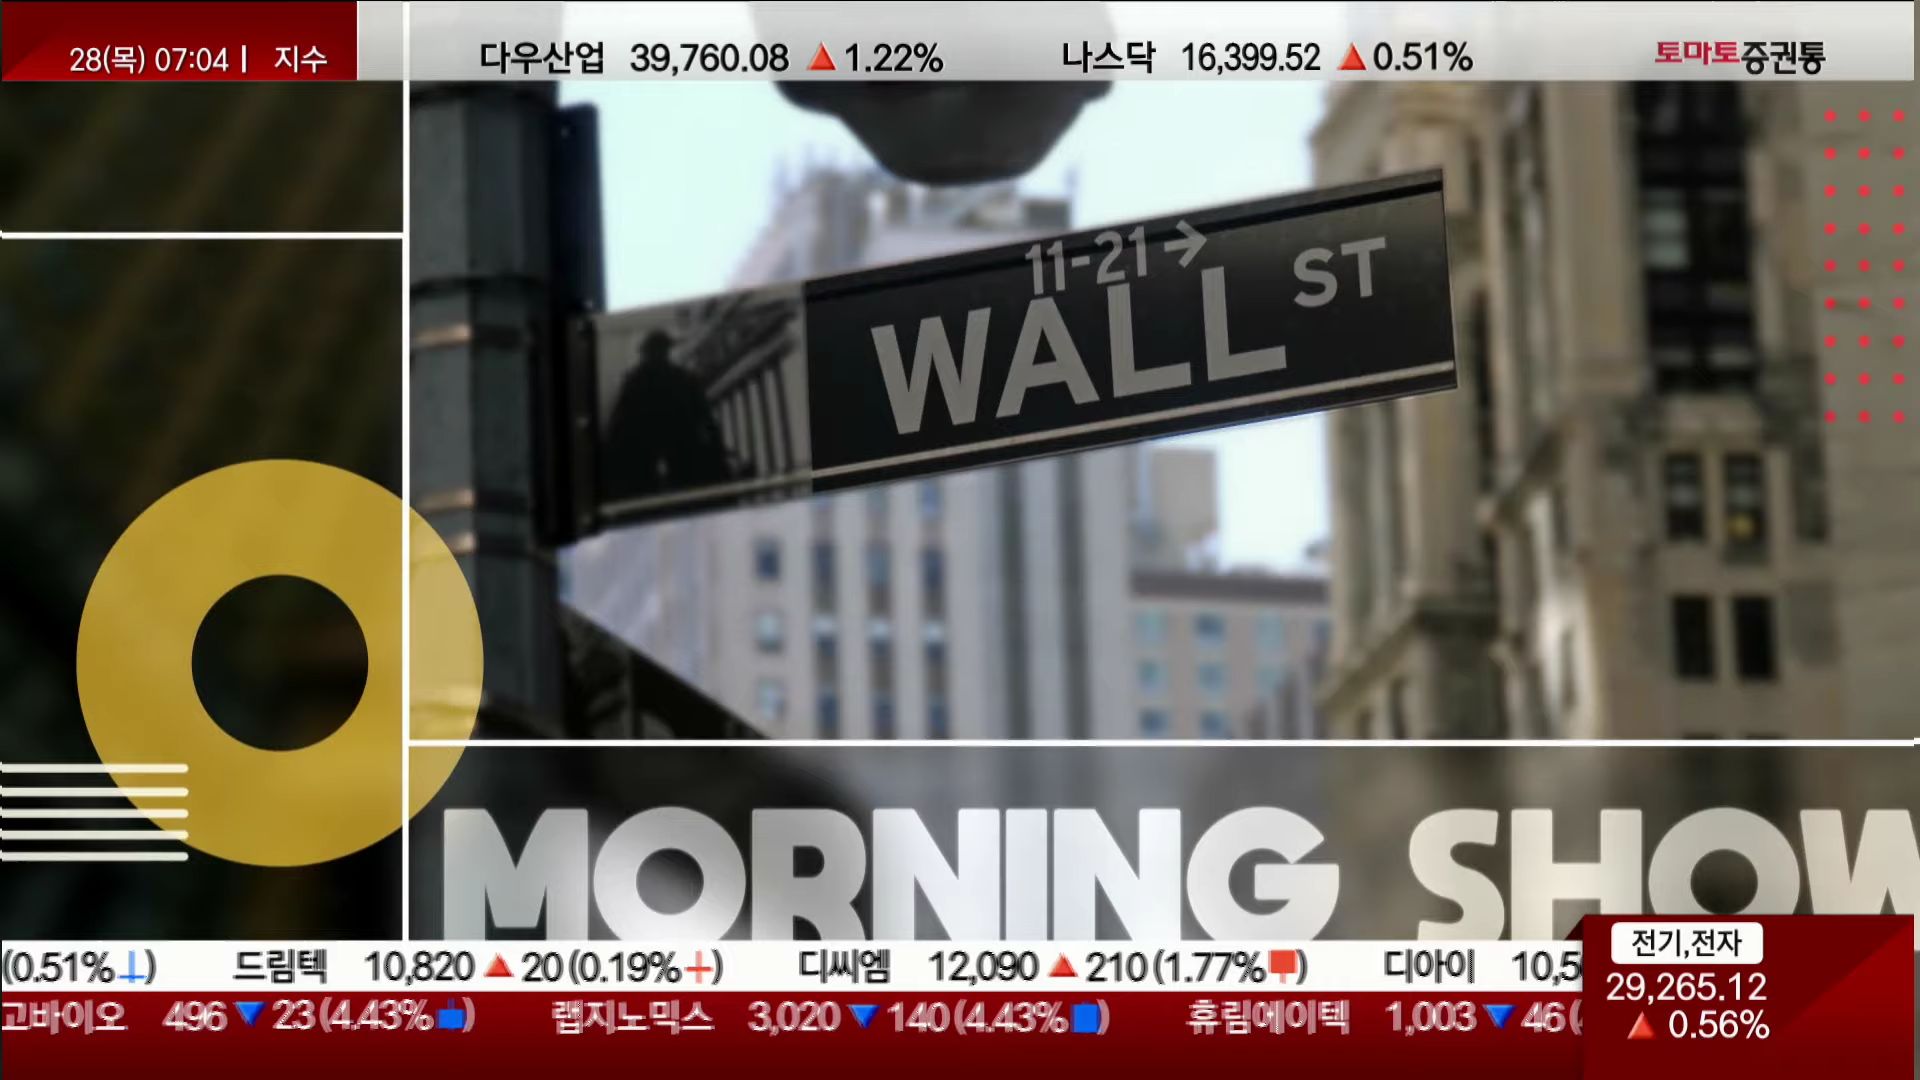 28(목) 07:04 | 지수
다우산업 39,760.08 ▲ 1.22%
나스닥 16,399.52 ▲ 0.51%
토마토증권통
11-21 →
WALL ST
MORNING SHOW
(0.51%) 드림텍 10,820 ▲ 20 (0.19%) 디씨엠 12,090 ▲ 210 (1.77%) 디아이 10,5
고바이오 496 ▼ 23 (4.43%) 랩지노믹스 3,020 ▼ 140 (4.43%) 휴림에이텍 1,003 ▼ 46 (
전기,전자
29,265.12
▲ 0.56%